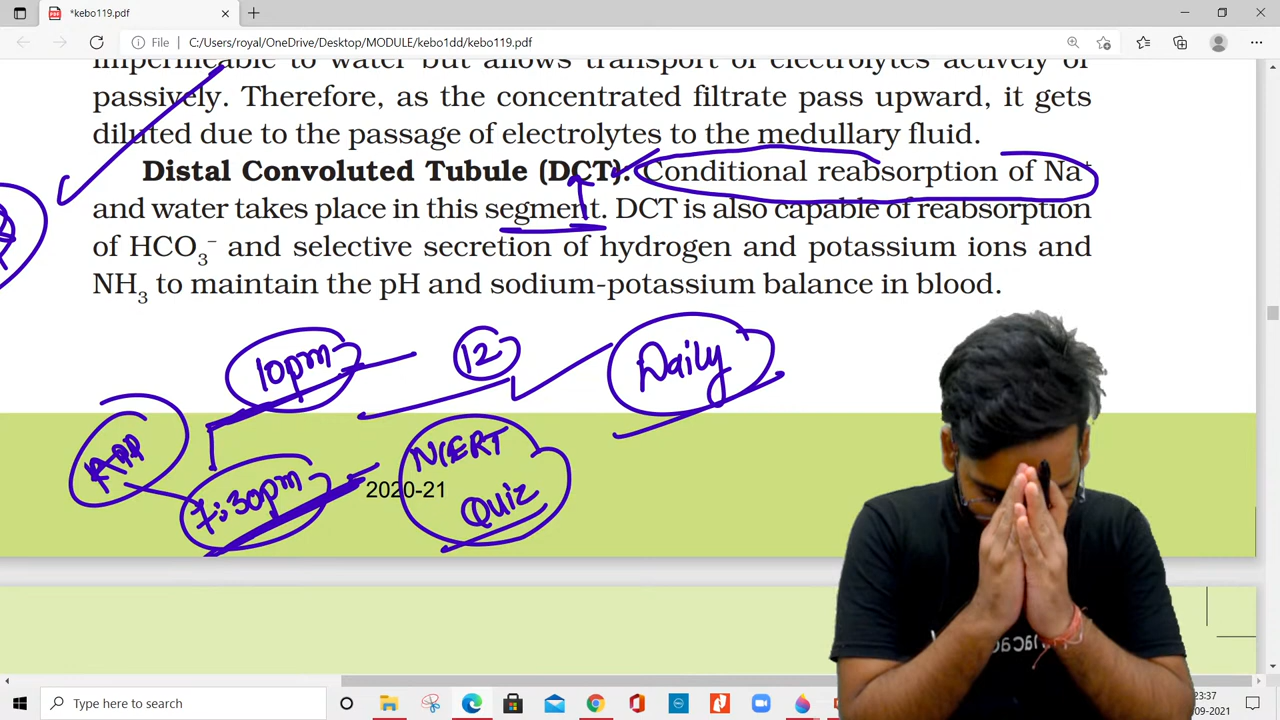 *kebo119.pdf
File C:/Users/royal/OneDrive/Desktop/MODULE/kebo1dd/kebo119.pdf
impermeable to water but allows transport of electrolytes actively or
passively. Therefore, as the concentrated filtrate pass upward, it gets
diluted due to the passage of electrolytes to the medullary fluid.
Distal Convoluted Tubule (DCT): Conditional reabsorption of Na⁺
and water takes place in this segment. DCT is also capable of reabsorption
of HCO₃⁻ and selective secretion of hydrogen and potassium ions and
NH₃ to maintain the pH and sodium-potassium balance in blood.
10pm 12 Daily
7:30pm NCERT
QUIZ
2020-21
Type here to search
23:37
09-2021